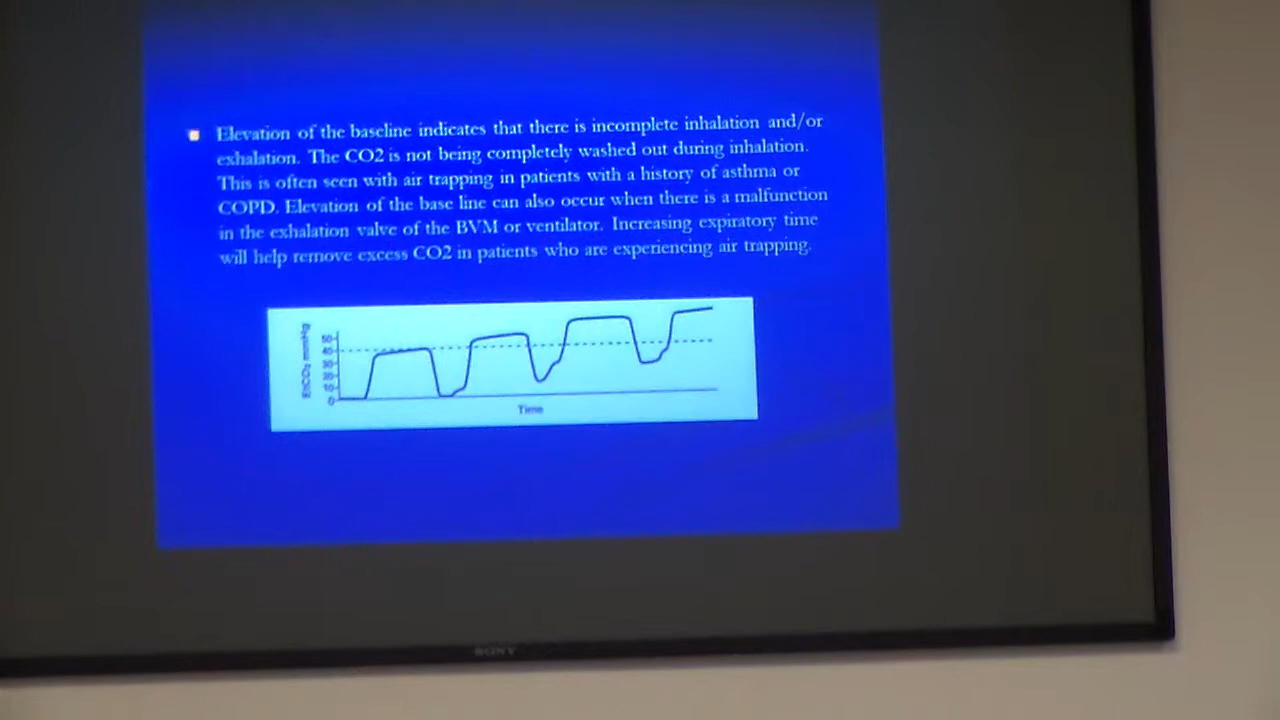 Elevation of the baseline indicates that there is incomplete inhalation and/or
exhalation. The CO2 is not being completely washed out during inhalation.
This is often seen with air trapping in patients with a history of asthma or
COPD. Elevation of the base line can also occur when there is a malfunction
in the exhalation valve of the BVM or ventilator. Increasing expiratory time
will help remove excess CO2 in patients who are experiencing air trapping.
EtCO₂ mmHg
50
40
30
20
10
0
Time
SONY